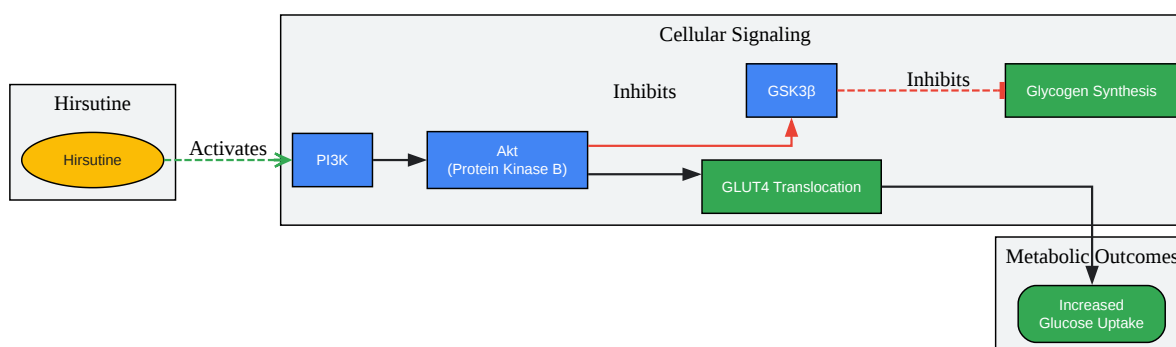 Cellular Signaling
Hirsutine
Hirsutine
Activates
PI3K
Akt
(Protein Kinase B)
Inhibits
GSK3β
Inhibits
Glycogen Synthesis
GLUT4 Translocation
Metabolic Outcomes
Increased
Glucose Uptake